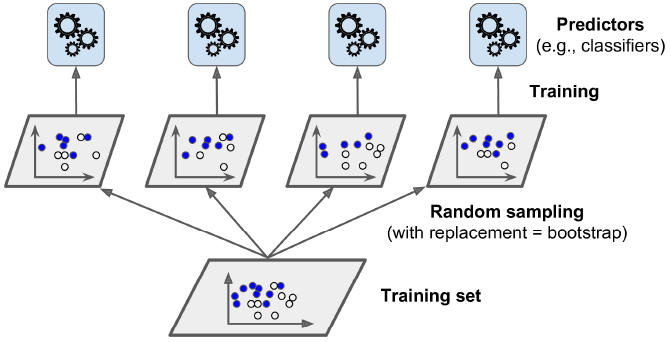 Predictors
(e.g., classifiers)
Training
Random sampling
(with replacement = bootstrap)
Training set